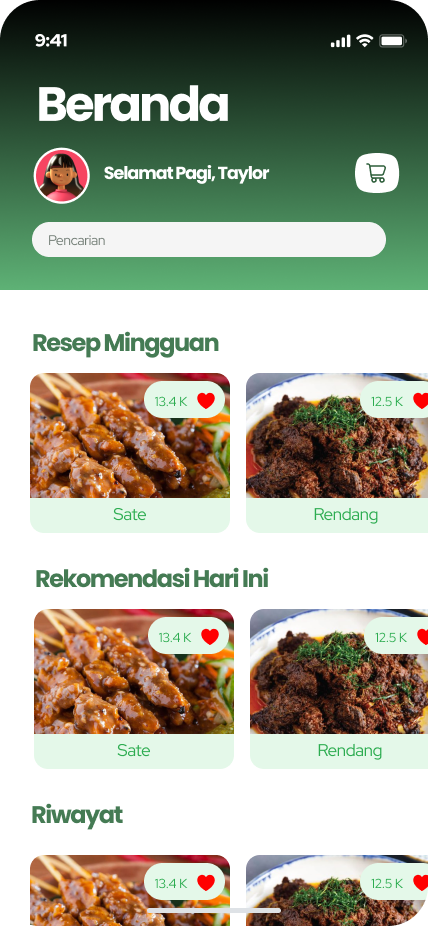 9:41
Beranda
Selamat Pagi, Taylor
Pencarian
Resep Mingguan
13.4 K
12.5 K
Sate
Rendang
Rekomendasi Hari Ini
13.4 K
12.5 K
Sate
Rendang
Riwayat
13.4 K
12.5 K